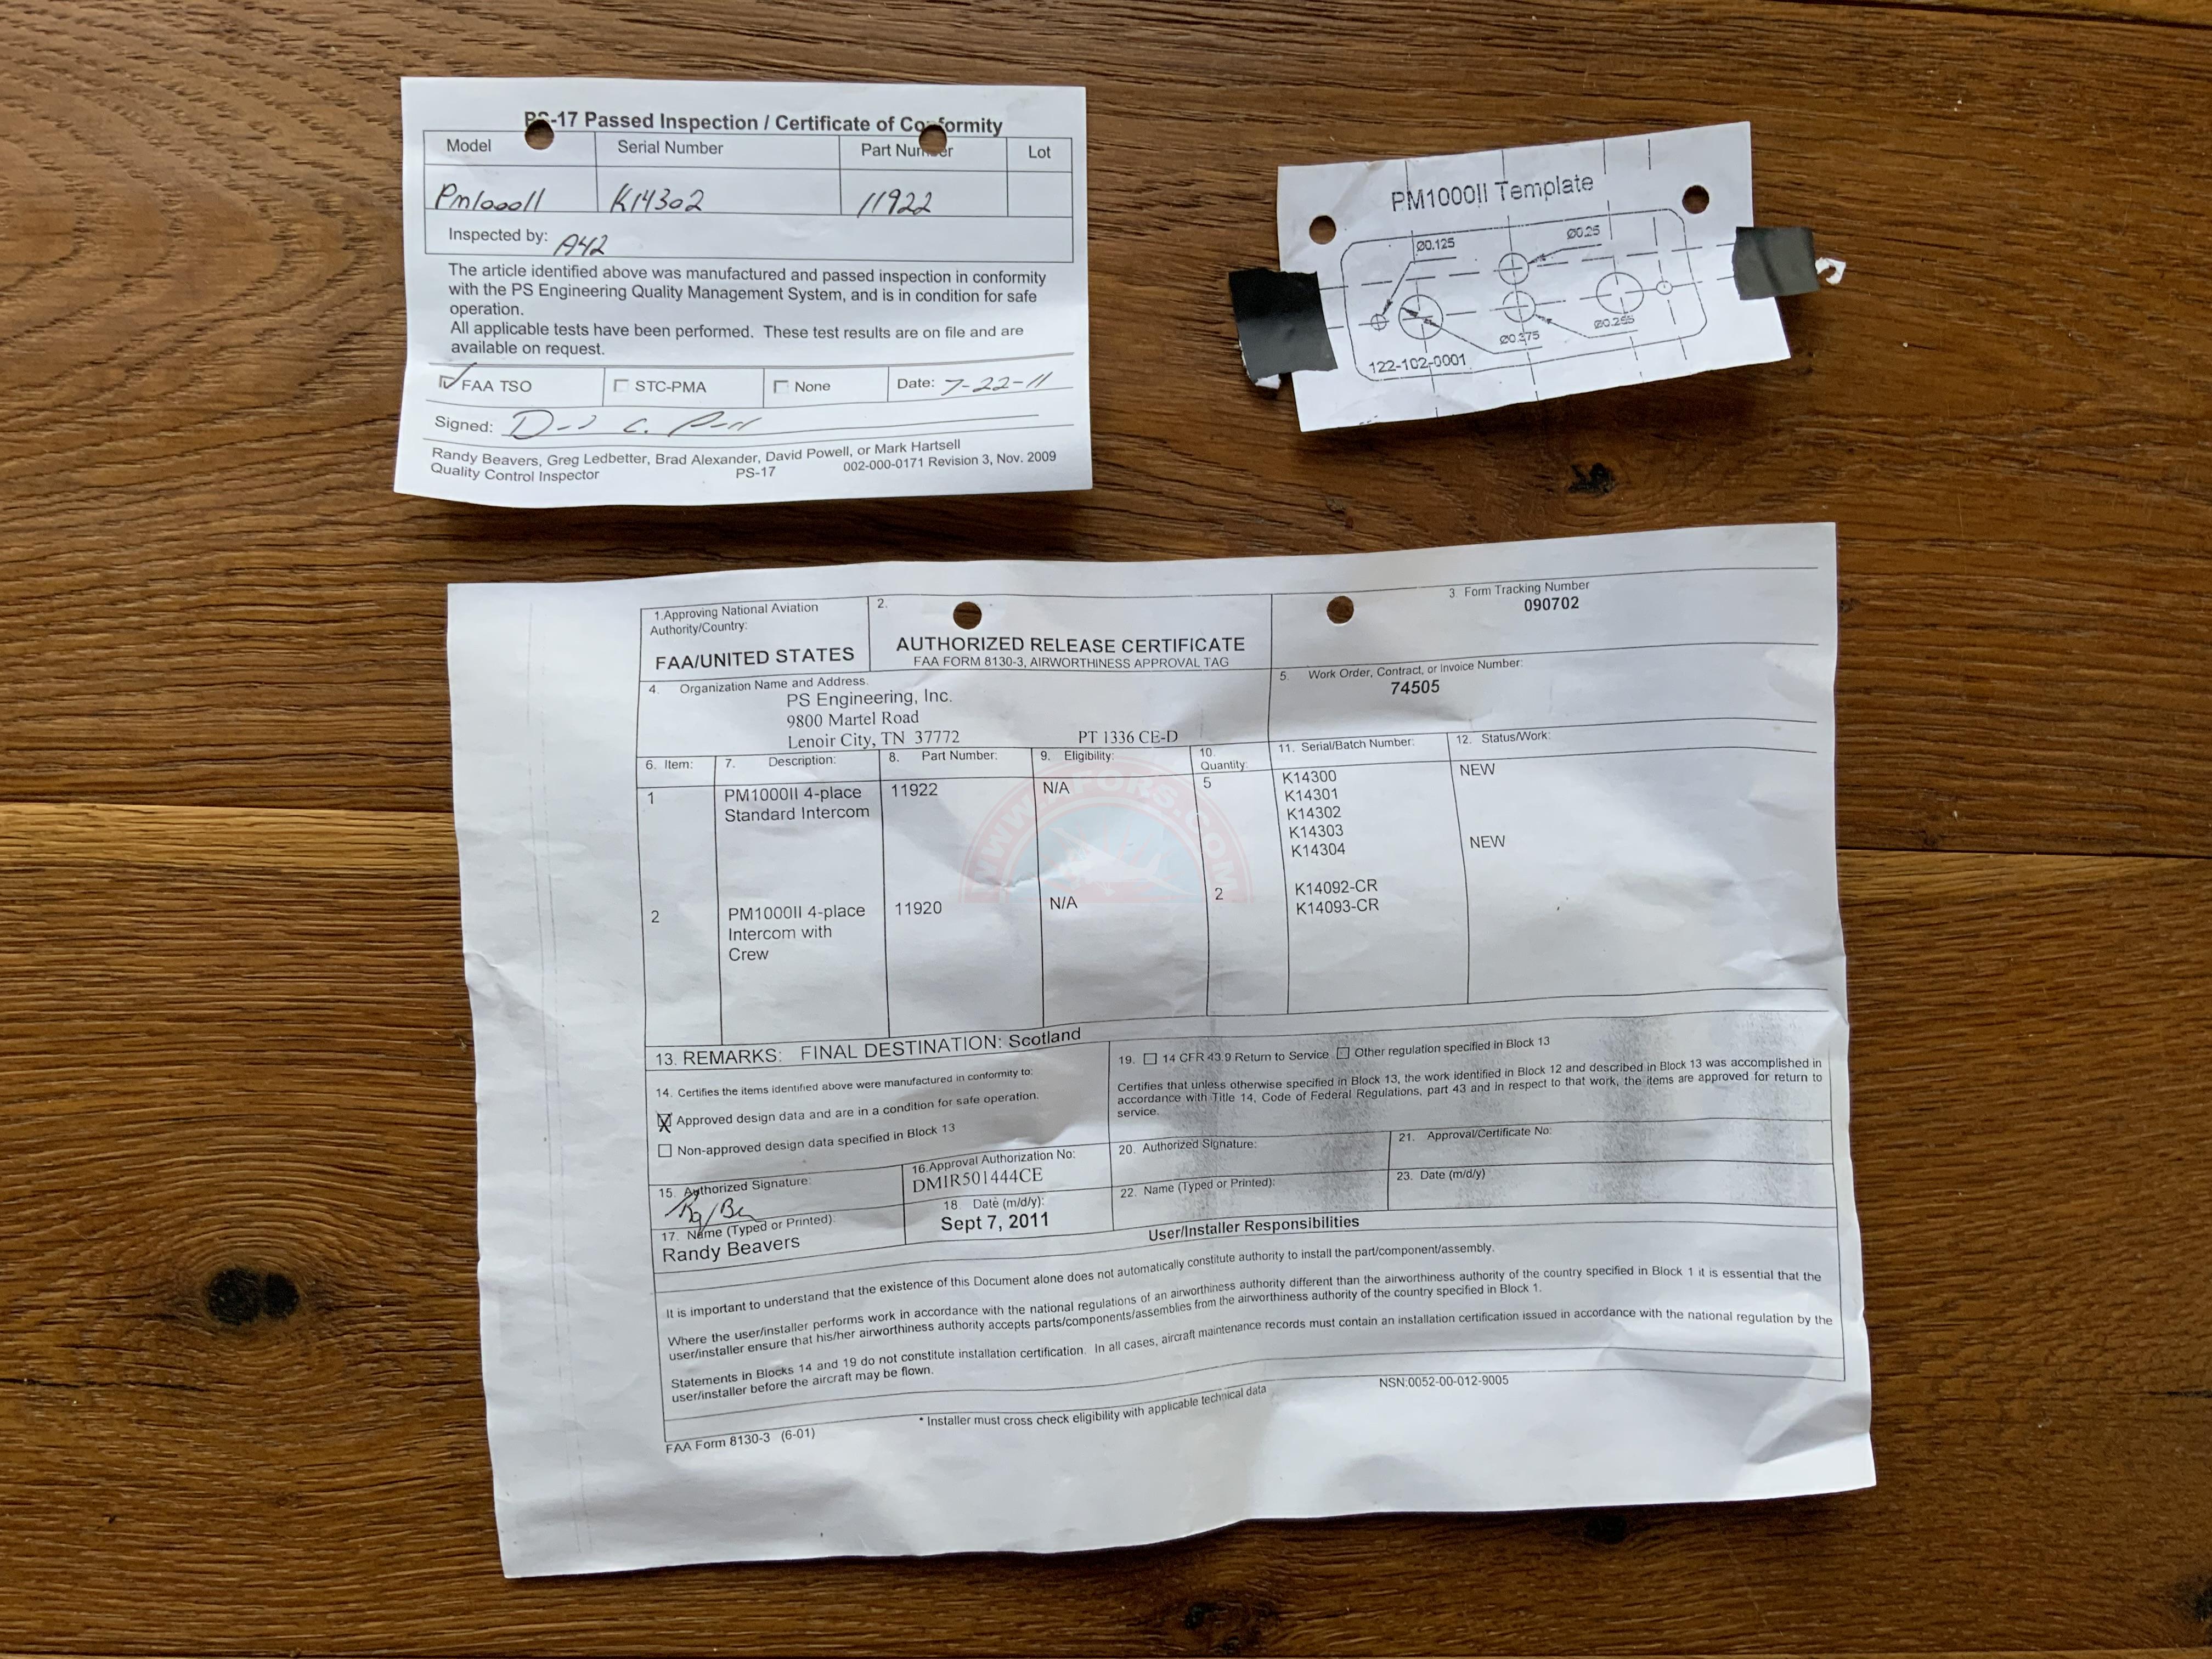 PS-17 Passed Inspection / Certificate of Conformity
Model Serial Number Part Number Lot
Pm1000II K14302 11922
Inspected by: A42
The article identified above was manufactured and passed inspection in conformity
with the PS Engineering Quality Management System, and is in condition for safe
operation.
All applicable tests have been performed. These test results are on file and are
available on request.
FAA TSO STC-PMA None Date: 7-22-11
Signed:
Randy Beavers, Greg Ledbetter, Brad Alexander, David Powell, or Mark Hartsell
Quality Control Inspector PS-17 002-000-0171 Revision 3, Nov. 2009
PM1000II Template
Ø0.125 Ø0.25
Ø0.375 Ø0.255
122-102-0001
1.Approving National Aviation
Authority/Country:
FAA/UNITED STATES
2.
AUTHORIZED RELEASE CERTIFICATE
FAA FORM 8130-3, AIRWORTHINESS APPROVAL TAG
3 Form Tracking Number
090702
4. Organization Name and Address.
PS Engineering, Inc.
9800 Martel Road
Lenoir City, TN 37772 PT 1336 CE-D
5. Work Order, Contract, or Invoice Number:
74505
6. Item: 7. Description: 8. Part Number: 9. Eligibility: 10. Quantity: 11. Serial/Batch Number: 12. Status/Work:
1 PM1000II 4-place 11922 N/A 5 K14300 NEW
Standard Intercom K14301
K14302
K14303
K14304 NEW
2 PM1000II 4-place 11920 N/A 2 K14092-CR
Intercom with K14093-CR
Crew
13. REMARKS: FINAL DESTINATION: Scotland
14. Certifies the items identified above were manufactured in conformity to:
Approved design data and are in a condition for safe operation.
Non-approved design data specified in Block 13
19. 14 CFR 43.9 Return to Service Other regulation specified in Block 13
Certifies that unless otherwise specified in Block 13, the work identified in Block 12 and described in Block 13 was accomplished in
accordance with Title 14, Code of Federal Regulations, part 43 and in respect to that work, the items are approved for return to
service.
15. Authorized Signature:
16.Approval Authorization No:
DMIR501444CE
20. Authorized Signature:
21. Approval/Certificate No:
17. Name (Typed or Printed):
Randy Beavers
18. Date (m/d/y):
Sept 7, 2011
22. Name (Typed or Printed):
23. Date (m/d/y)
User/Installer Responsibilities
It is important to understand that the existence of this Document alone does not automatically constitute authority to install the part/component/assembly.
Where the user/installer performs work in accordance with the national regulations of an airworthiness authority different than the airworthiness authority of the country specified in Block 1 it is essential that the
user/installer ensure that his/her airworthiness authority accepts parts/components/assemblies from the airworthiness authority of the country specified in Block 1.
Statements in Blocks 14 and 19 do not constitute installation certification. In all cases, aircraft maintenance records must contain an installation certification issued in accordance with the national regulation by the
user/installer before the aircraft may be flown.
* Installer must cross check eligibility with applicable technical data
NSN:0052-00-012-9005
FAA Form 8130-3 (6-01)